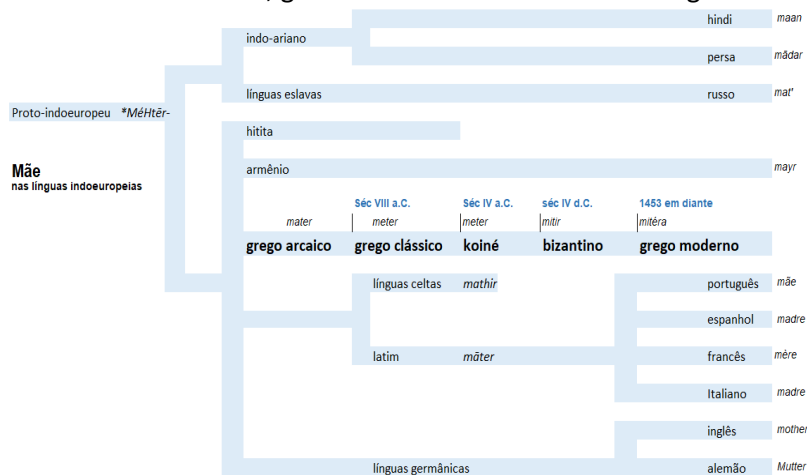 hindi maan
indo-ariano
persa mādar
línguas eslavas russo mat'
Proto-indoeuropeu *MéHtēr-
hitita
Mãe
nas línguas indoeuropeias
armênio mayr
Séc VIII a.C. Séc IV a.C. séc IV d.C. 1453 em diante
mater meter meter mitir mitéra
grego arcaico grego clássico koiné bizantino grego moderno
línguas celtas mathir português mãe
espanhol madre
latim māter francês mère
Italiano madre
inglês mother
línguas germânicas alemão Mutter